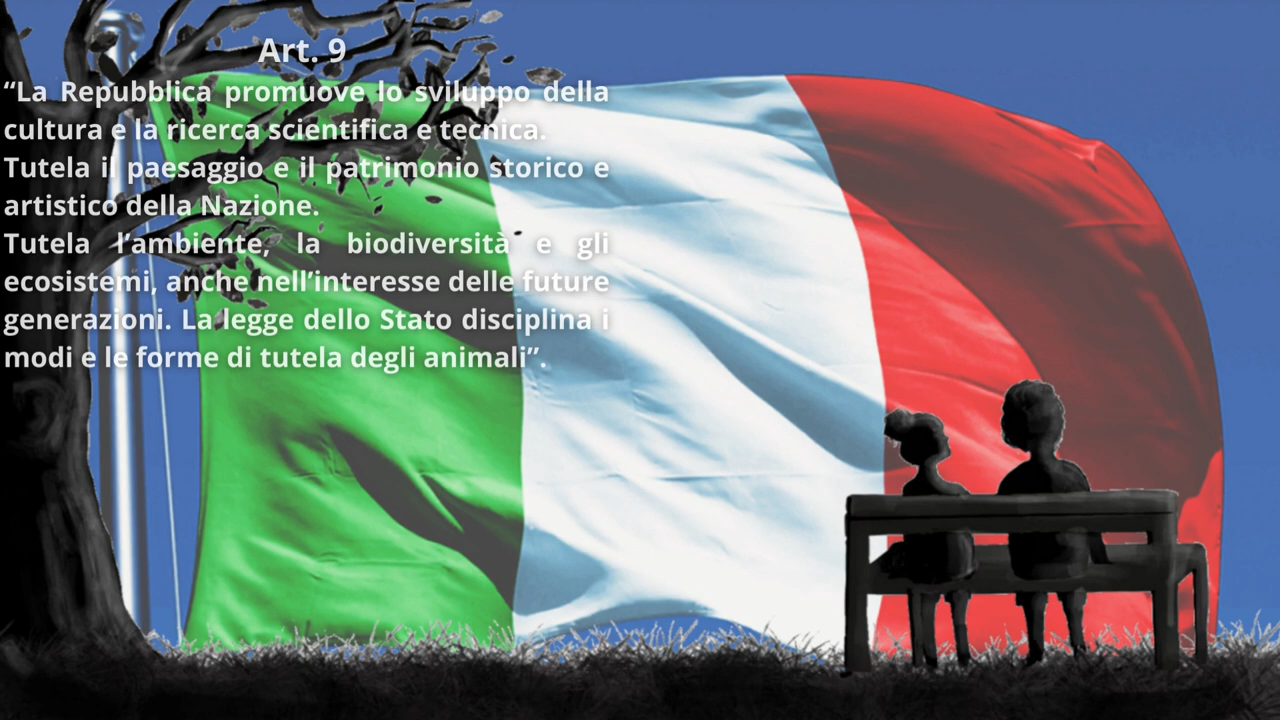 Art. 9
“La Repubblica promuove lo sviluppo della
cultura e la ricerca scientifica e tecnica.
Tutela il paesaggio e il patrimonio storico e
artistico della Nazione.
Tutela l’ambiente, la biodiversità e gli
ecosistemi, anche nell’interesse delle future
generazioni. La legge dello Stato disciplina i
modi e le forme di tutela degli animali”.